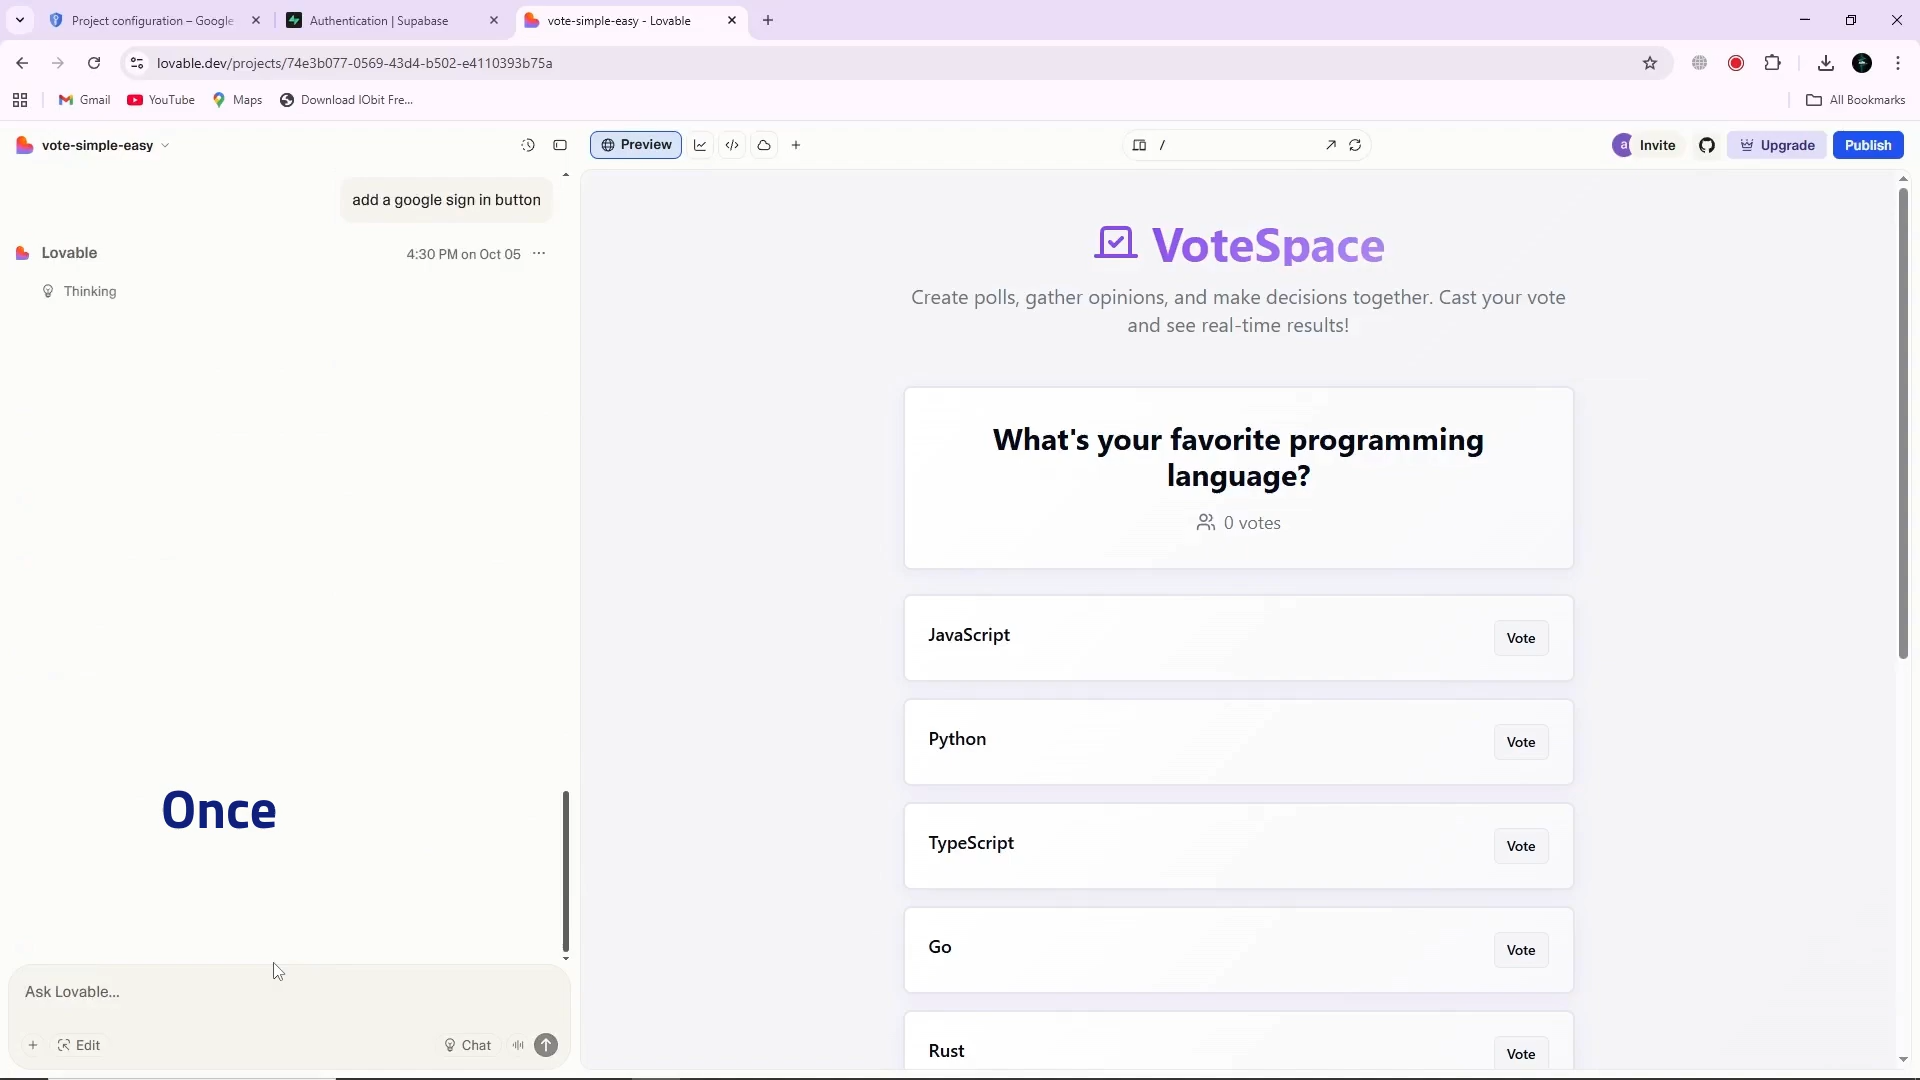 Project configuration – Google
Authentication | Supabase
vote-simple-easy - Lovable
lovable.dev/projects/74e3b077-0569-43d4-b502-e4110393b75a
Gmail
YouTube
Maps
Download IObit Fre...
All Bookmarks
vote-simple-easy
Preview
/
a
Invite
Upgrade
Publish
add a google sign in button
Lovable
4:30 PM on Oct 05
Thinking
Once
Ask Lovable...
Edit
Chat
VoteSpace
Create polls, gather opinions, and make decisions together. Cast your vote
and see real-time results!
What's your favorite programming
language?
0 votes
JavaScript
Vote
Python
Vote
TypeScript
Vote
Go
Vote
Rust
Vote